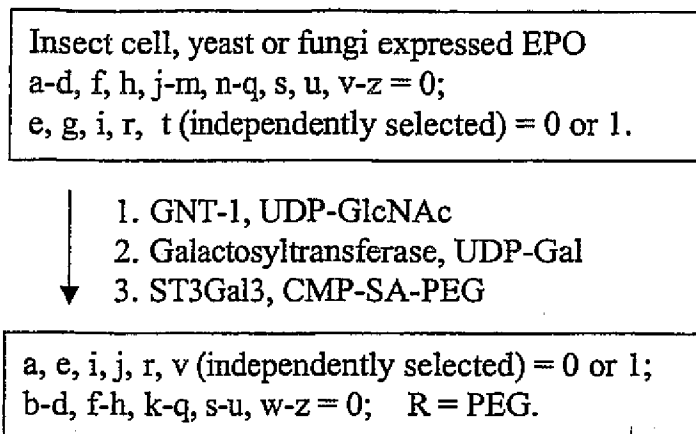 Insect cell, yeast or fungi expressed EPO
a-d, f, h, j-m, n-q, s, u, v-z = 0;
e, g, i, r, t (independently selected) = 0 or 1.
1. GNT-1, UDP-GlcNAc
2. Galactosyltransferase, UDP-Gal
3. ST3Gal3, CMP-SA-PEG
a, e, i, j, r, v (independently selected) = 0 or 1;
b-d, f-h, k-q, s-u, w-z = 0; R = PEG.